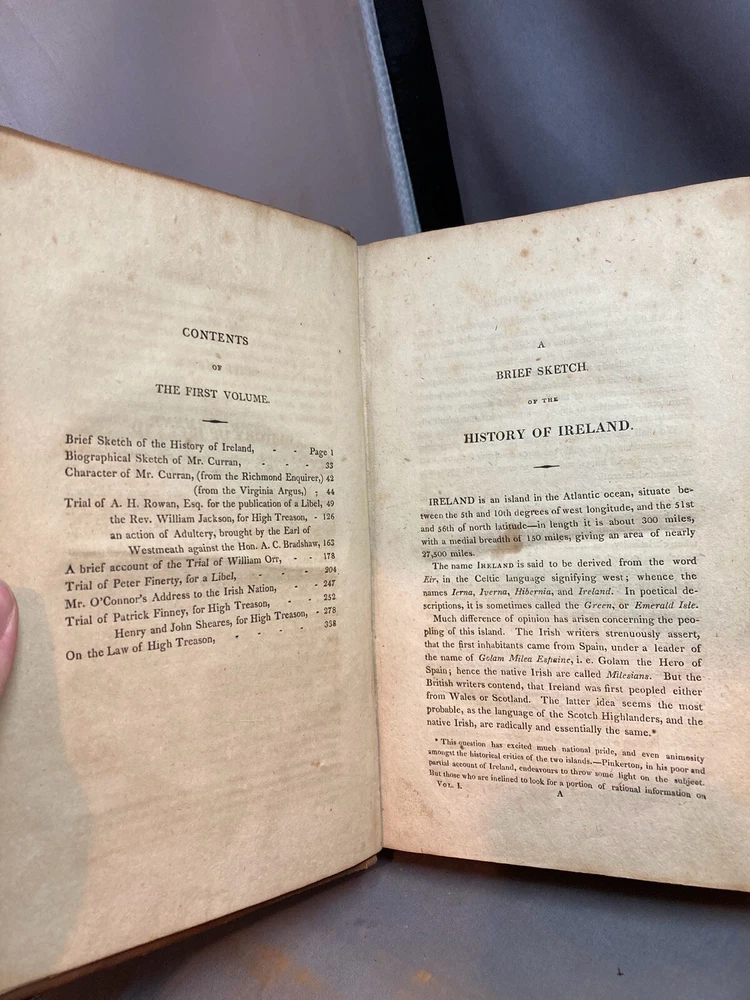 CONTENTS
OF
THE FIRST VOLUME.
Brief Sketch of the History of Ireland, - - Page 1
Biographical Sketch of Mr. Curran, - - - 33
Character of Mr. Curran, (from the Richmond Enquirer,) 42
(from the Virginia Argus,) ; 44
Trial of A. H. Rowan, Esq. for the publication of a Libel, 49
the Rev. William Jackson, for High Treason, - 126
an action of Adultery, brought by the Earl of
Westmeath against the Hon. A. C. Bradshaw, 163
A brief account of the Trial of William Orr, - - 178
Trial of Peter Finerty, for a Libel, - - - 204
Mr. O'Connor's Address to the Irish Nation, - - 247
Trial of Patrick Finney, for High Treason, - - 252
Henry and John Sheares, for High Treason, - 278
On the Law of High Treason, - - - - 358
A
BRIEF SKETCH
OF THE
HISTORY OF IRELAND.
IRELAND is an island in the Atlantic ocean, situate be-
tween the 5th and 10th degrees of west longitude, and the 51st
and 56th of north latitude—in length it is about 300 miles,
with a medial breadth of 150 miles, giving an area of nearly
27,500 miles.
The name IRELAND is said to be derived from the word
Eir, in the Celtic language signifying west; whence the
names Ierna, Iverna, Hibernia, and Ireland. In poetical de-
scriptions, it is sometimes called the Green, or Emerald Isle.
Much difference of opinion has arisen concerning the peo-
pling of this island. The Irish writers strenuously assert,
that the first inhabitants came from Spain, under a leader of
the name of Golam Milea Espaine, i. e. Golam the Hero of
Spain; hence the native Irish are called Milesians. But the
British writers contend, that Ireland was first peopled either
from Wales or Scotland. The latter idea seems the most
probable, as the language of the Scotch Highlanders, and the
native Irish, are radically and essentially the same.*
* This question has excited much national pride, and even animosity
amongst the historical critics of the two islands.—Pinkerton, in his poor and
partial account of Ireland, endeavours to throw some light on the subject.
But those who are inclined to look for a portion of rational information on
VOL. I. A